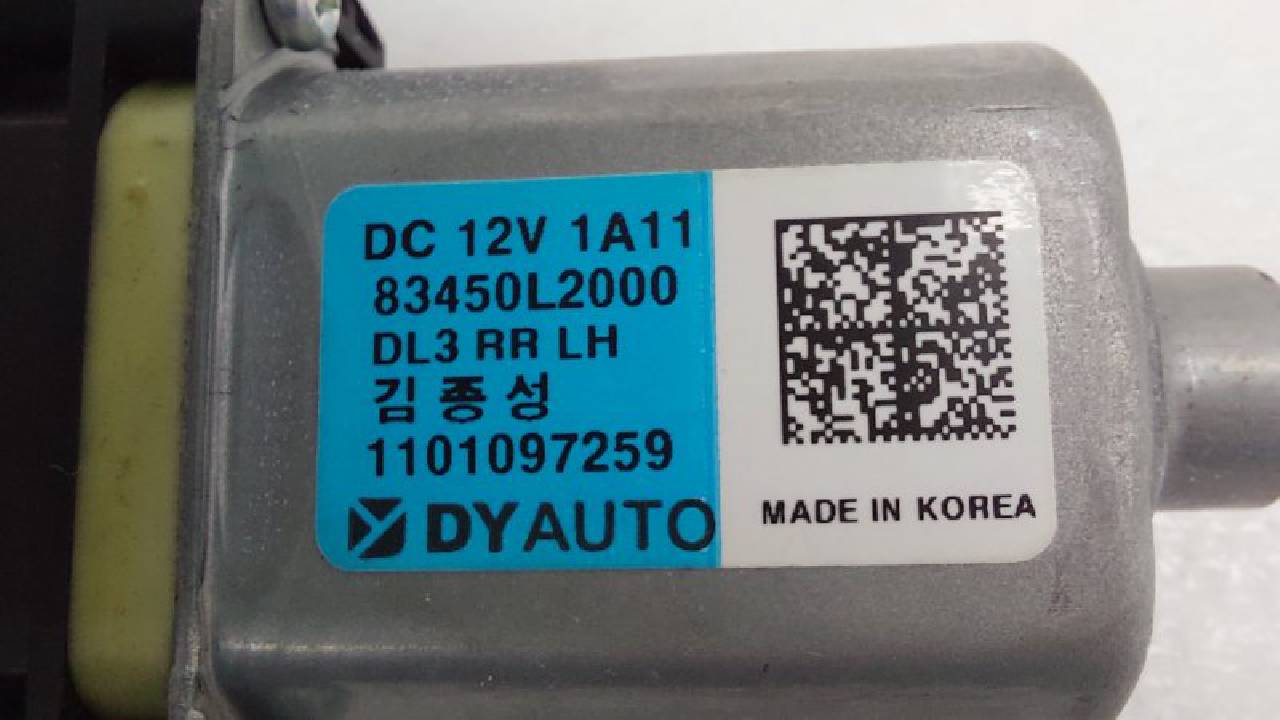 DC 12V 1A11
83450L2000
DL3 RR LH
김종성
1101097259
DYAUTO
MADE IN KOREA